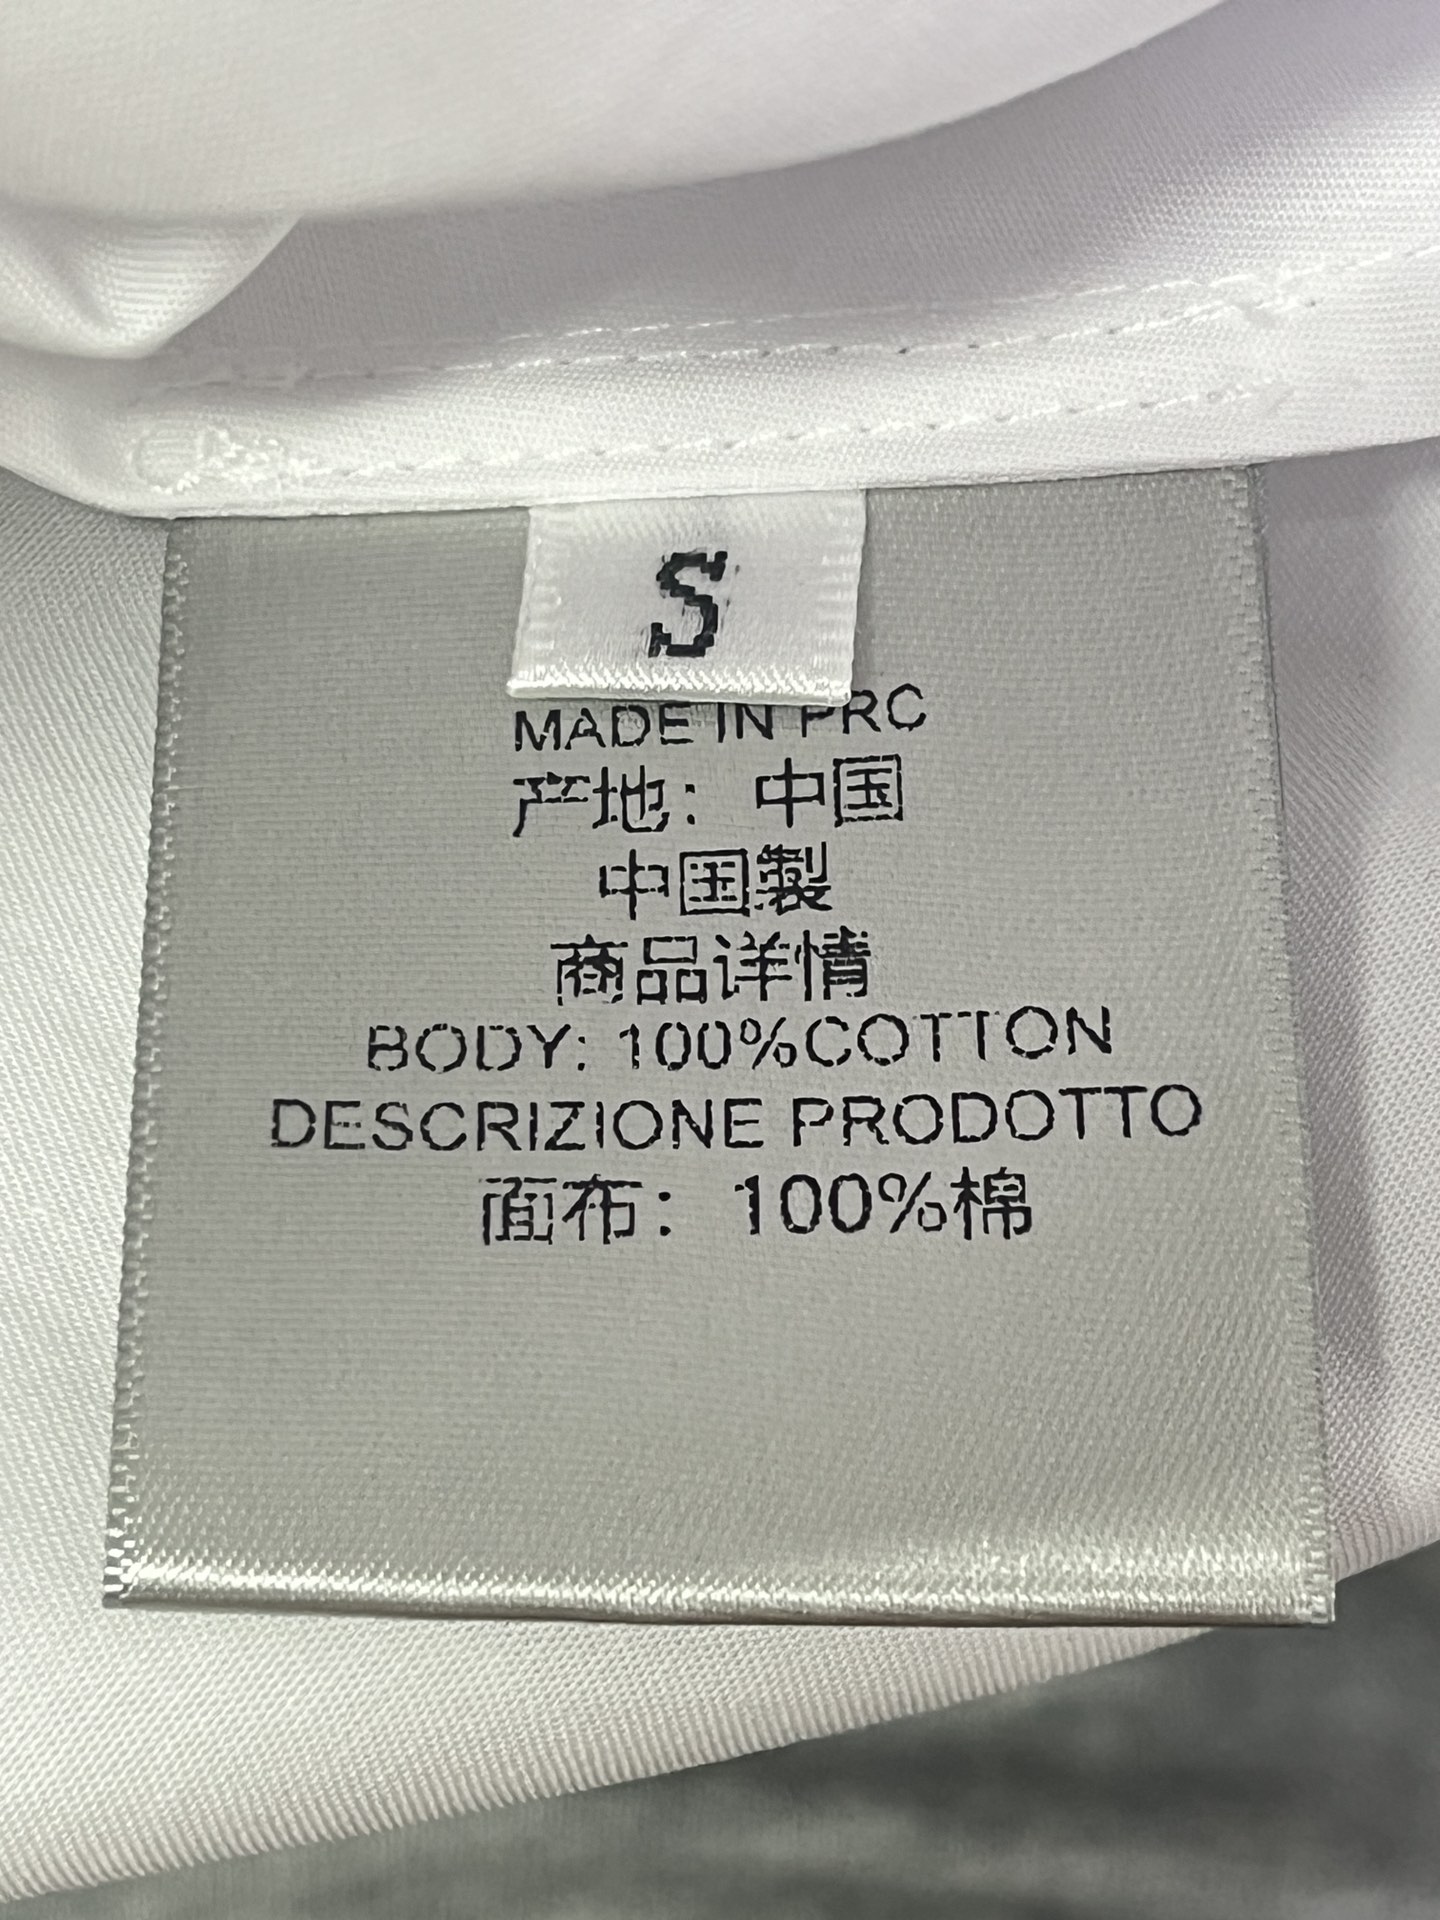 S
MADE IN PRC
产地：中国
中国製
商品详情
BODY: 100%COTTON
DESCRIZIONE PRODOTTO
面布：100%棉